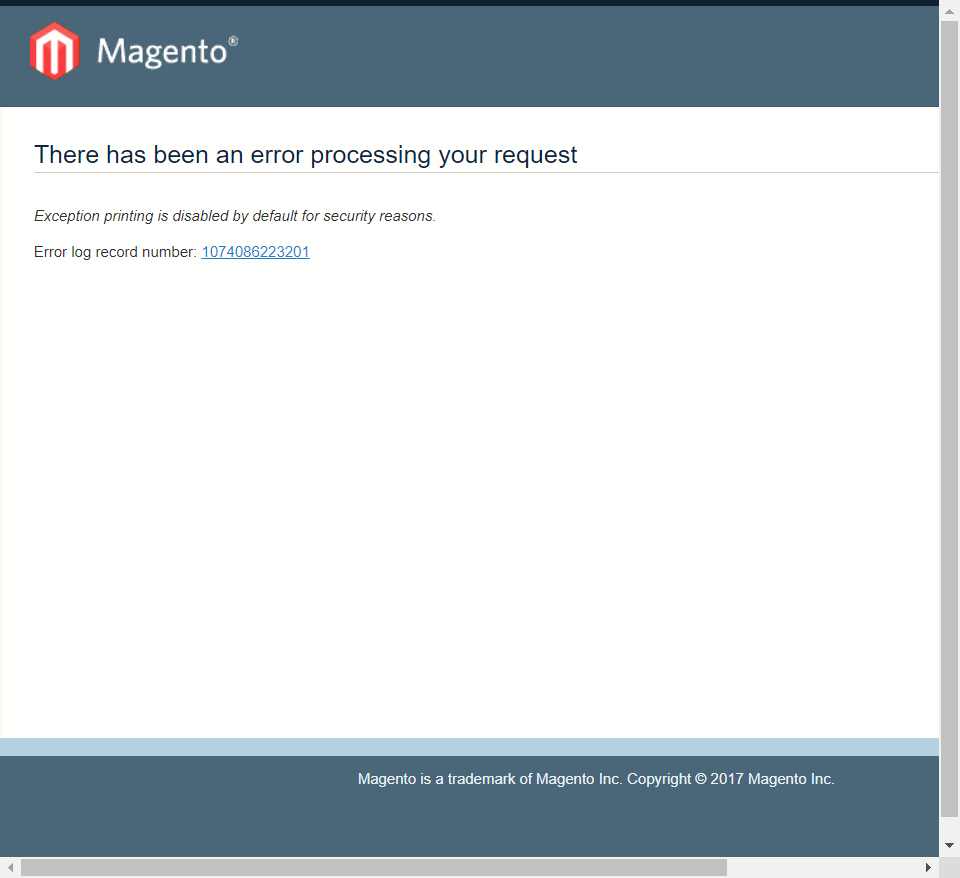 Magento®
There has been an error processing your request
Exception printing is disabled by default for security reasons.
Error log record number: 1074086223201
Magento is a trademark of Magento Inc. Copyright © 2017 Magento Inc.